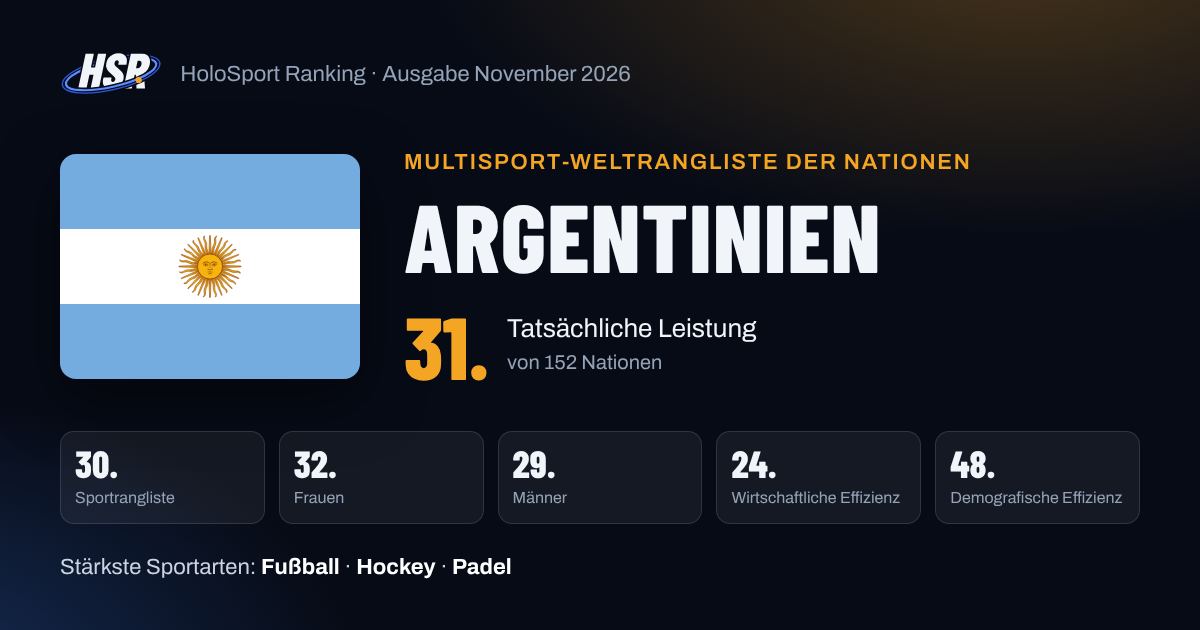 HSR
HoloSport Ranking · Ausgabe November 2026
MULTISPORT-WELTRANGLISTE DER NATIONEN
ARGENTINIEN
31.
Tatsächliche Leistung
von 152 Nationen
30.
Sportrangliste
32.
Frauen
29.
Männer
24.
Wirtschaftliche Effizienz
48.
Demografische Effizienz
Stärkste Sportarten: Fußball · Hockey · Padel